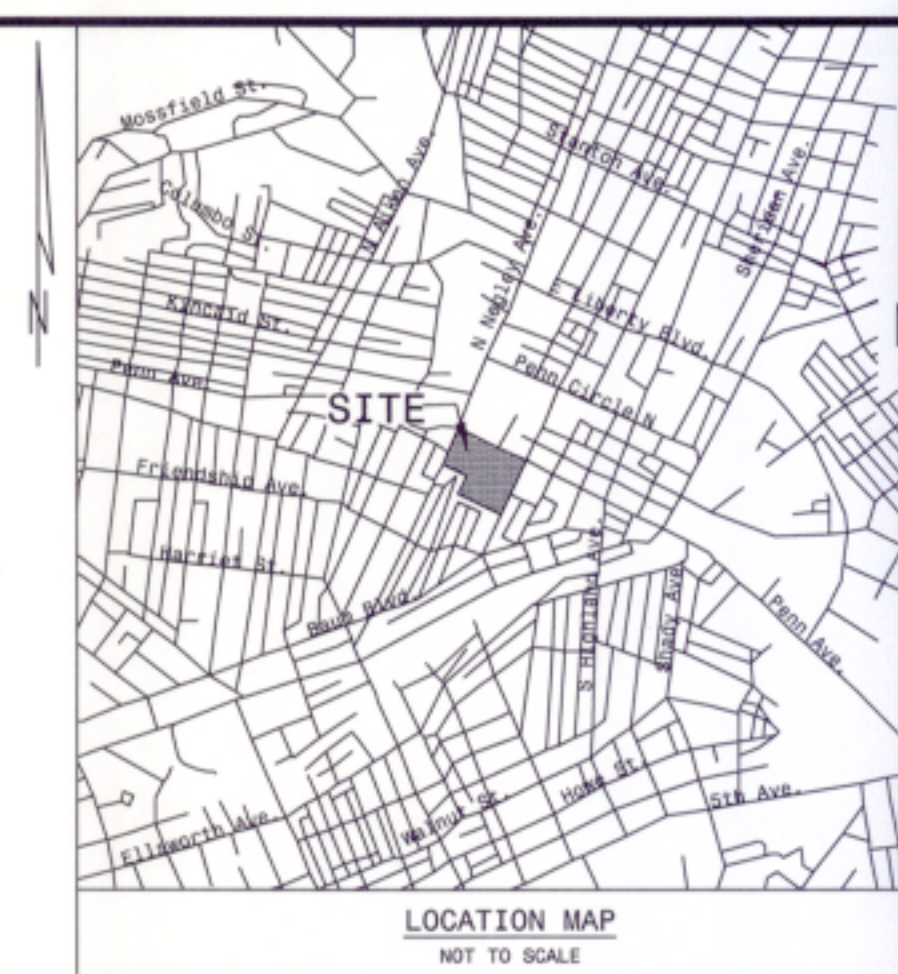 Mossfield St.
Stanton Ave.
N Aiken Ave.
Sheridan Ave.
Columbo St.
N Negley Ave.
E Liberty Blvd.
Kincaid St.
Penn Ave.
Penn Circle N
SITE
Friendship Ave.
Harriet St.
S Highland Ave.
Shady Ave.
Baum Blvd.
Penn Ave.
Howe St.
5th Ave.
Walnut St.
Ellsworth Ave.
N
LOCATION MAP
NOT TO SCALE